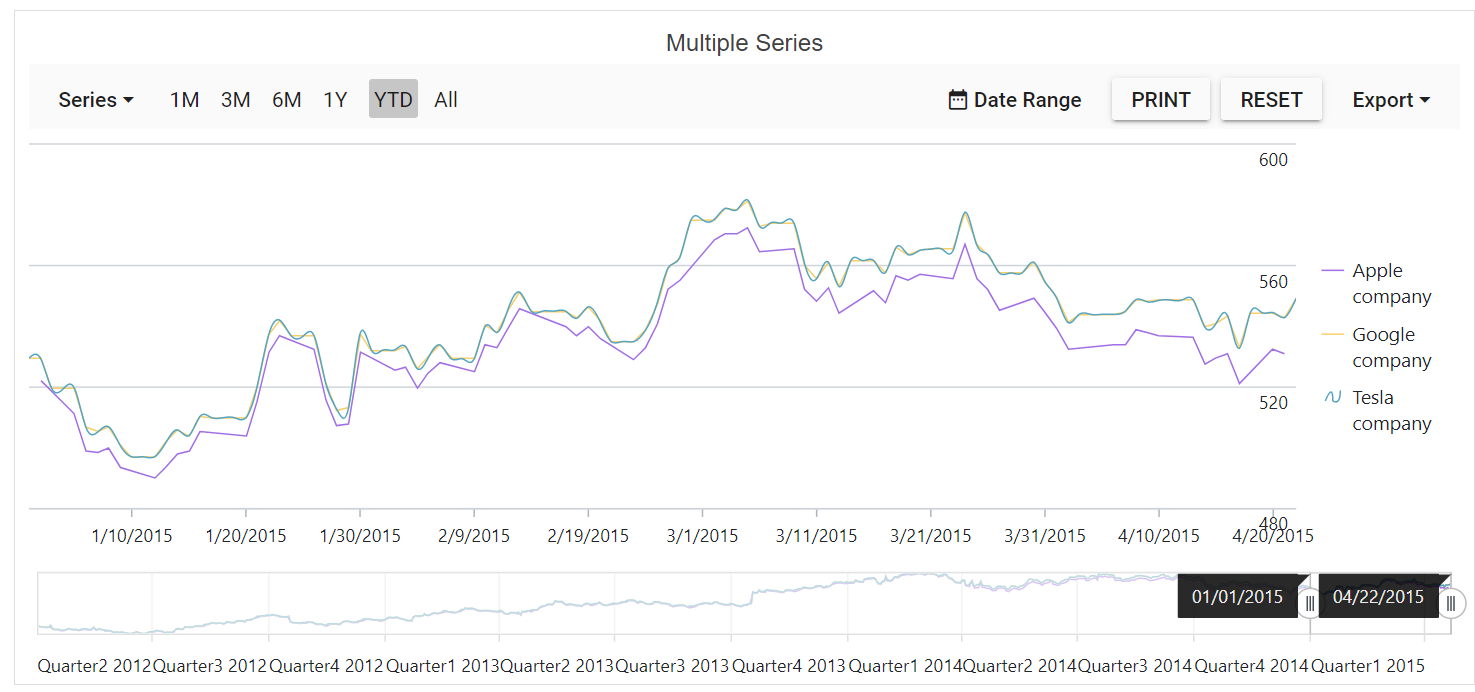 Multiple Series
Series 1M 3M 6M 1Y YTD All Date Range PRINT RESET Export
600
560
520
480
Apple
company
Google
company
Tesla
company
1/10/2015 1/20/2015 1/30/2015 2/9/2015 2/19/2015 3/1/2015 3/11/2015 3/21/2015 3/31/2015 4/10/2015 4/20/2015
01/01/2015 04/22/2015
Quarter2 2012 Quarter3 2012 Quarter4 2012 Quarter1 2013 Quarter2 2013 Quarter3 2013 Quarter4 2013 Quarter1 2014 Quarter2 2014 Quarter3 2014 Quarter4 2014 Quarter1 2015